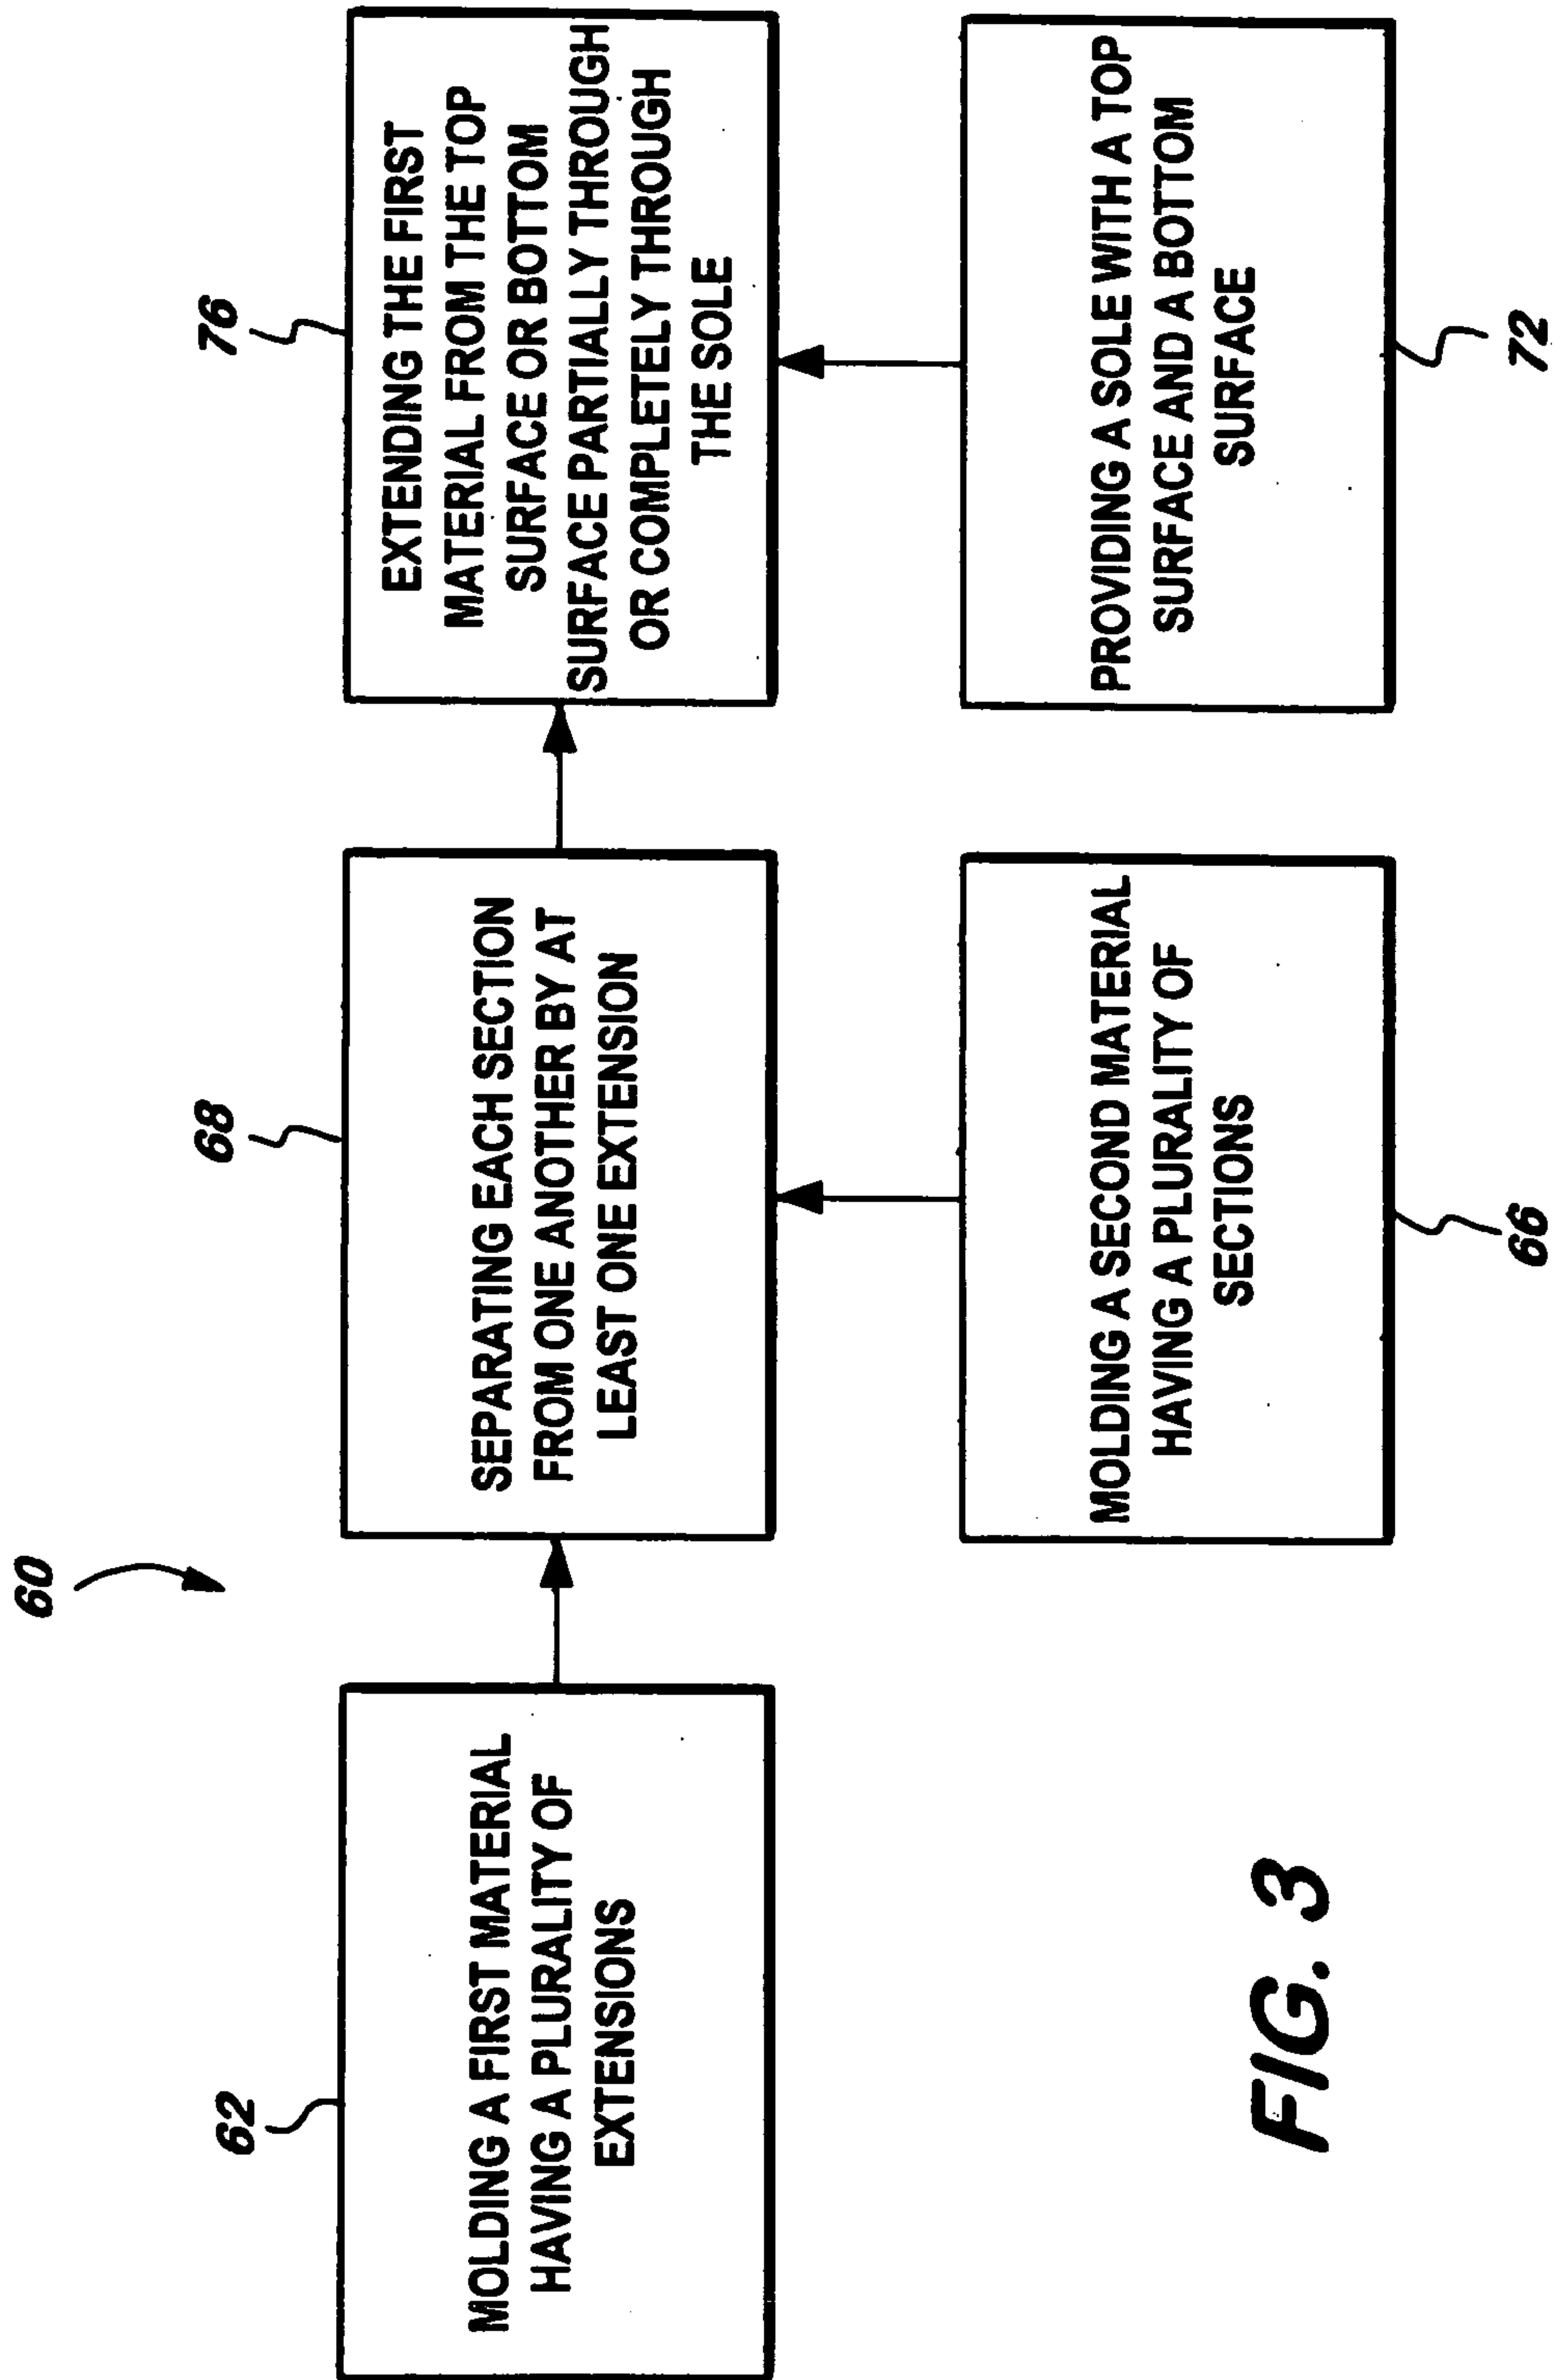 60
62
MOLDING A FIRST MATERIAL
HAVING A PLURALITY OF
EXTENSIONS
68
SEPARATING EACH SECTION
FROM ONE ANOTHER BY AT
LEAST ONE EXTENSION
76
EXTENDING THE FIRST
MATERIAL FROM THE TOP
SURFACE OR BOTTOM
SURFACE PARTIALLY THROUGH
OR COMPLETELY THROUGH
THE SOLE
MOLDING A SECOND MATERIAL
HAVING A PLURALITY OF
SECTIONS
66
PROVIDING A SOLE WITH A TOP
SURFACE AND A BOTTOM
SURFACE
72
FIG. 3